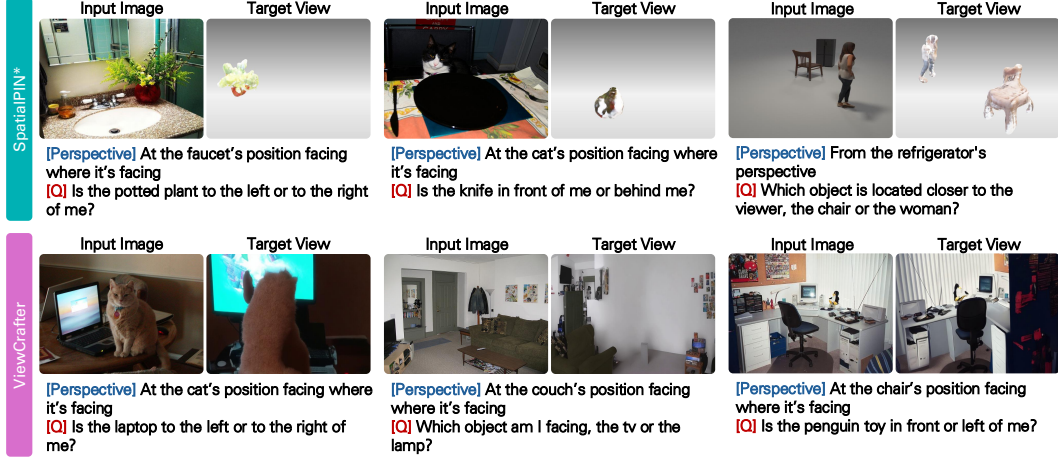 SpatialPIN*
Input Image
Target View
[Perspective] At the faucet's position facing
where it's facing
[Q] Is the potted plant to the left or to the right
of me?
Input Image
Target View
[Perspective] At the cat's position facing where
it's facing
[Q] Is the knife in front of me or behind me?
Input Image
Target View
[Perspective] From the refrigerator's
perspective
[Q] Which object is located closer to the
viewer, the chair or the woman?
ViewCrafter
Input Image
Target View
[Perspective] At the cat's position facing where
it's facing
[Q] Is the laptop to the left or to the right of
me?
Input Image
Target View
[Perspective] At the couch's position facing
where it's facing
[Q] Which object am I facing, the tv or the
lamp?
Input Image
Target View
[Perspective] At the chair's position facing
where it's facing
[Q] Is the penguin toy in front or left of me?